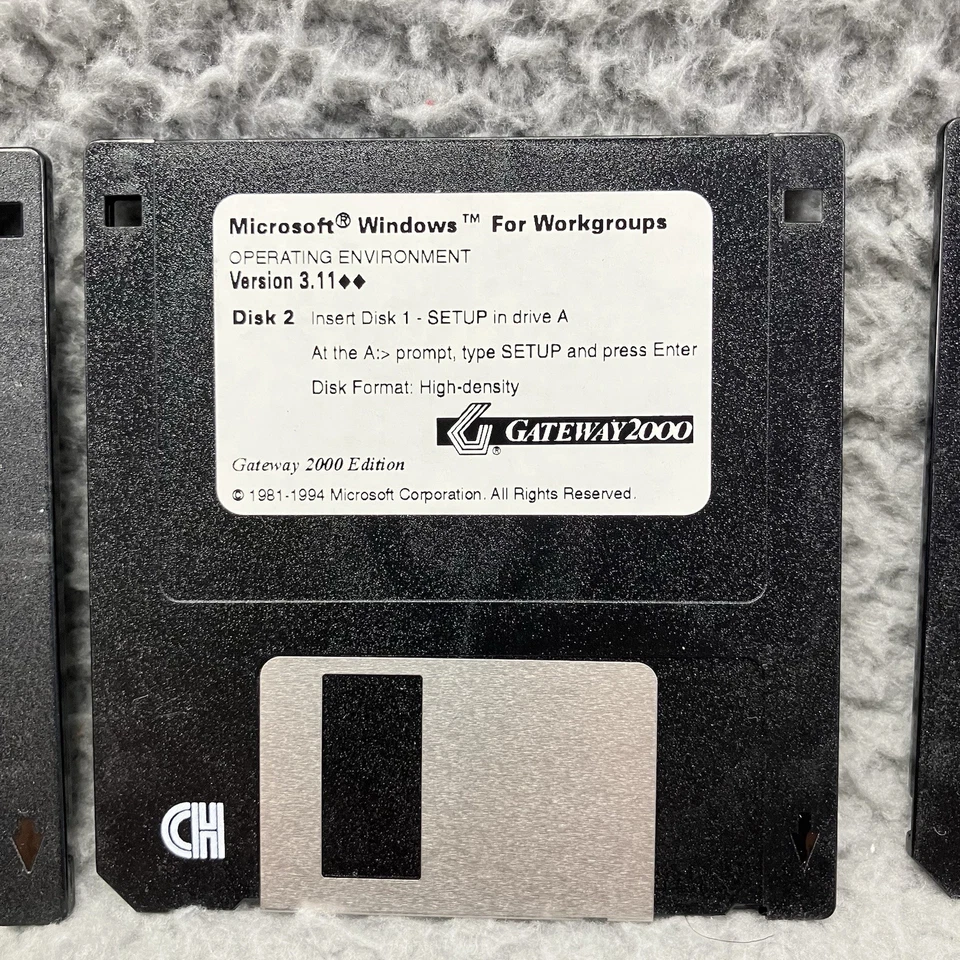 Microsoft® Windows™ For Workgroups
OPERATING ENVIRONMENT
Version 3.11♦♦
Disk 2 Insert Disk 1 - SETUP in drive A
At the A:> prompt, type SETUP and press Enter
Disk Format: High-density
G® GATEWAY2000
Gateway 2000 Edition
© 1981-1994 Microsoft Corporation. All Rights Reserved.
CH